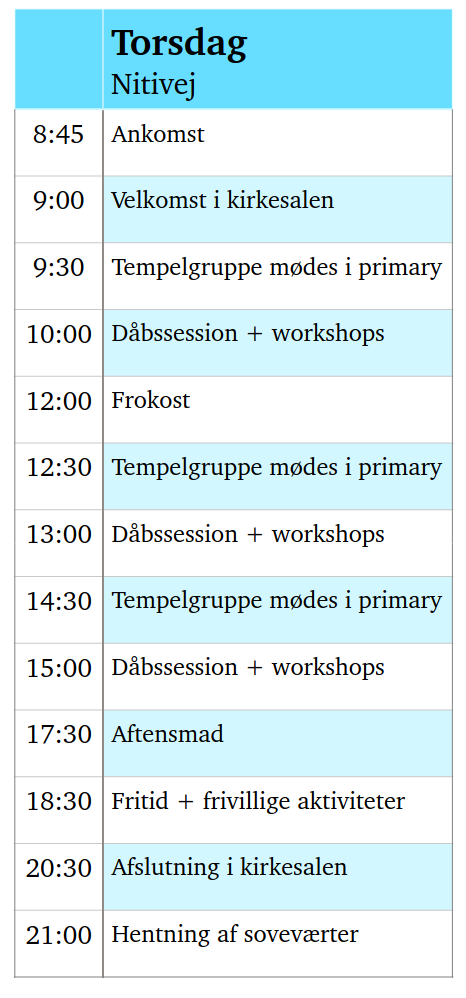 Torsdag
Nitivej
8:45 Ankomst
9:00 Velkomst i kirkesalen
9:30 Tempelgruppe mødes i primary
10:00 Dåbssession + workshops
12:00 Frokost
12:30 Tempelgruppe mødes i primary
13:00 Dåbssession + workshops
14:30 Tempelgruppe mødes i primary
15:00 Dåbssession + workshops
17:30 Aftensmad
18:30 Fritid + frivillige aktiviteter
20:30 Afslutning i kirkesalen
21:00 Hentning af soveværter